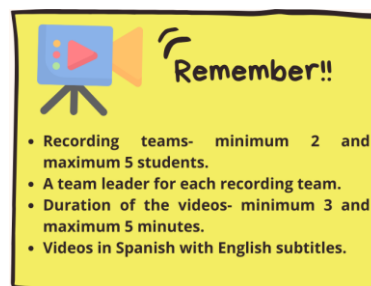 Remember!!
• Recording teams- minimum 2 and
maximum 5 students.
• A team leader for each recording team.
• Duration of the videos- minimum 3 and
maximum 5 minutes.
• Videos in Spanish with English subtitles.